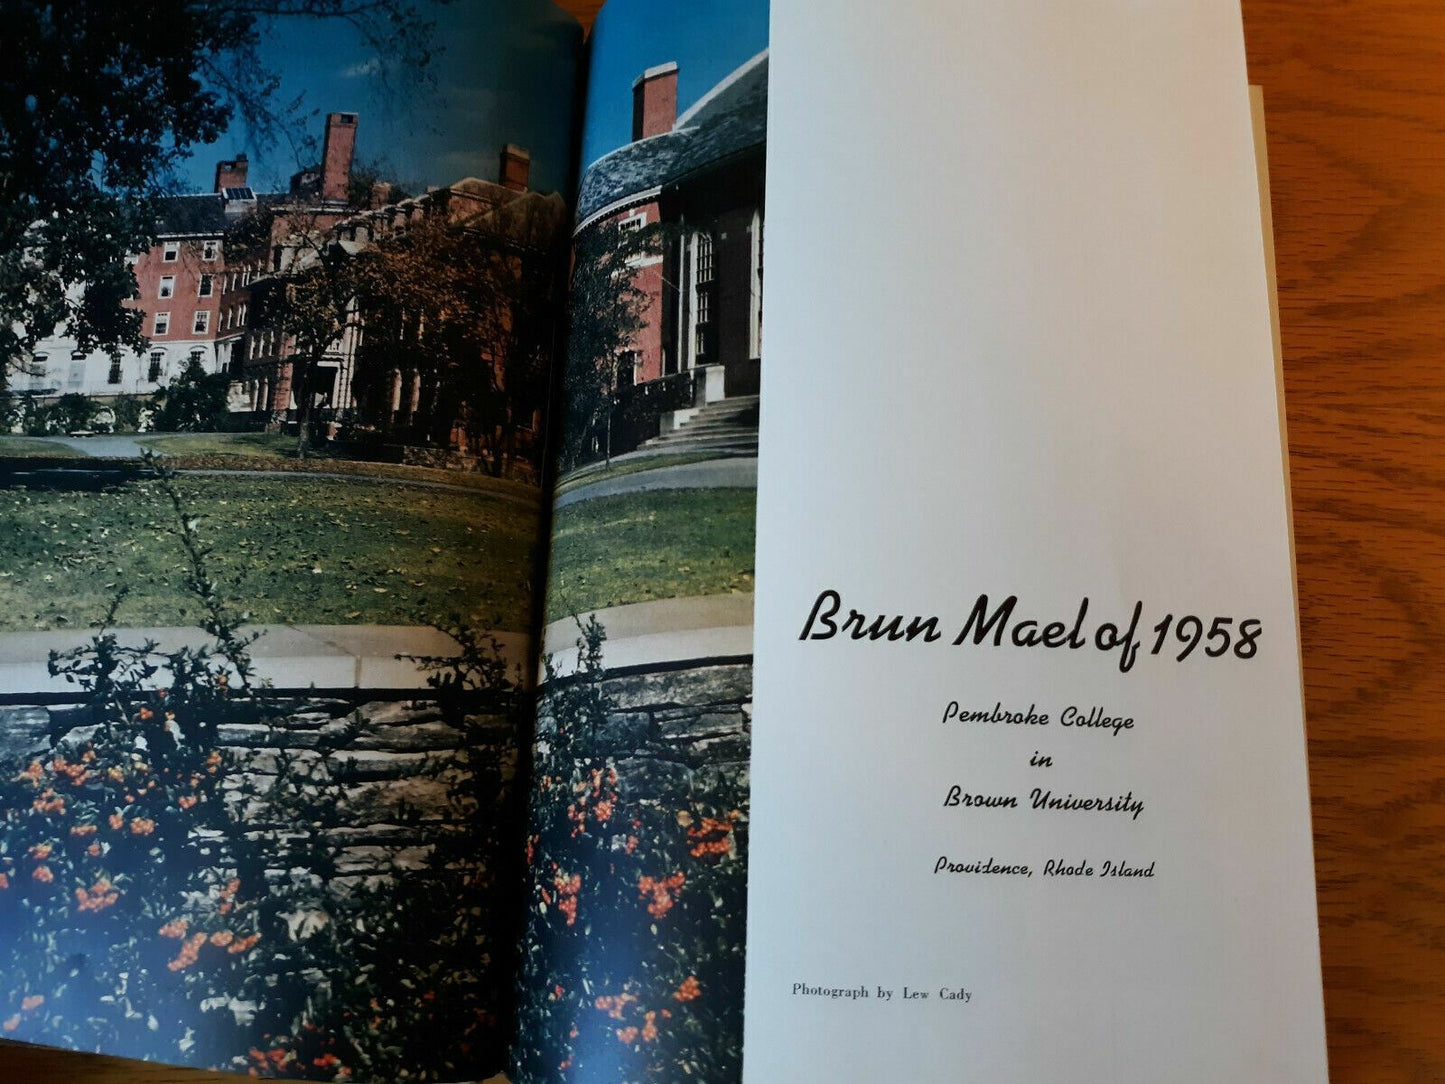 Brun Mael of 1958
Pembroke College
in
Brown University
Providence, Rhode Island
Photograph by Lew Cady